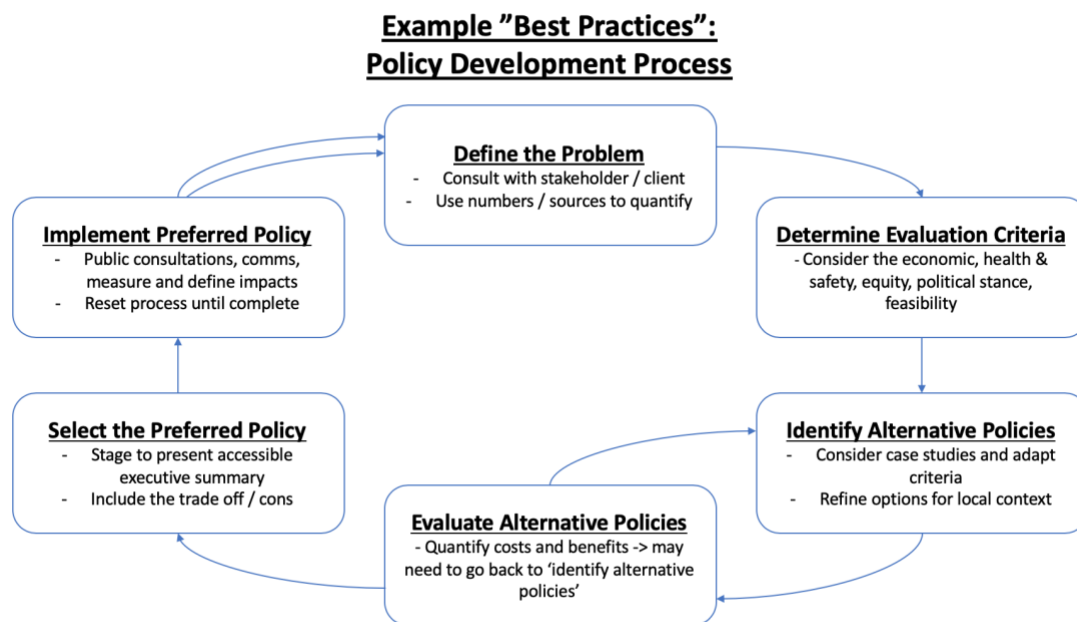 Example ”Best Practices”:
Policy Development Process
Define the Problem
- Consult with stakeholder / client
- Use numbers / sources to quantify
Determine Evaluation Criteria
- Consider the economic, health &
safety, equity, political stance,
feasibility
Identify Alternative Policies
- Consider case studies and adapt
criteria
- Refine options for local context
Evaluate Alternative Policies
- Quantify costs and benefits -> may
need to go back to ‘identify alternative
policies’
Select the Preferred Policy
- Stage to present accessible
executive summary
- Include the trade off / cons
Implement Preferred Policy
- Public consultations, comms,
measure and define impacts
- Reset process until complete